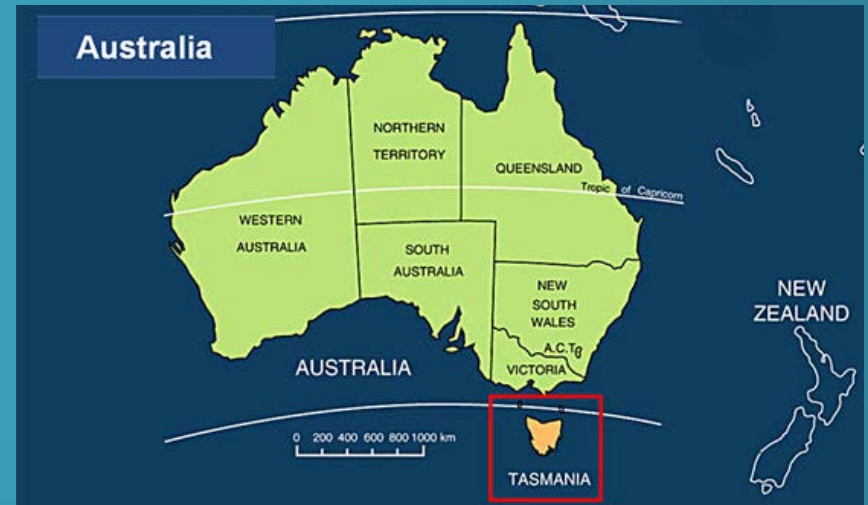 Australia
NORTHERN
TERRITORY
QUEENSLAND
Tropic of Capricorn
WESTERN
AUSTRALIA
SOUTH
AUSTRALIA
NEW
SOUTH
WALES
NEW
ZEALAND
A.C.T
VICTORIA
AUSTRALIA
0 200 400 600 800 1000 km
TASMANIA